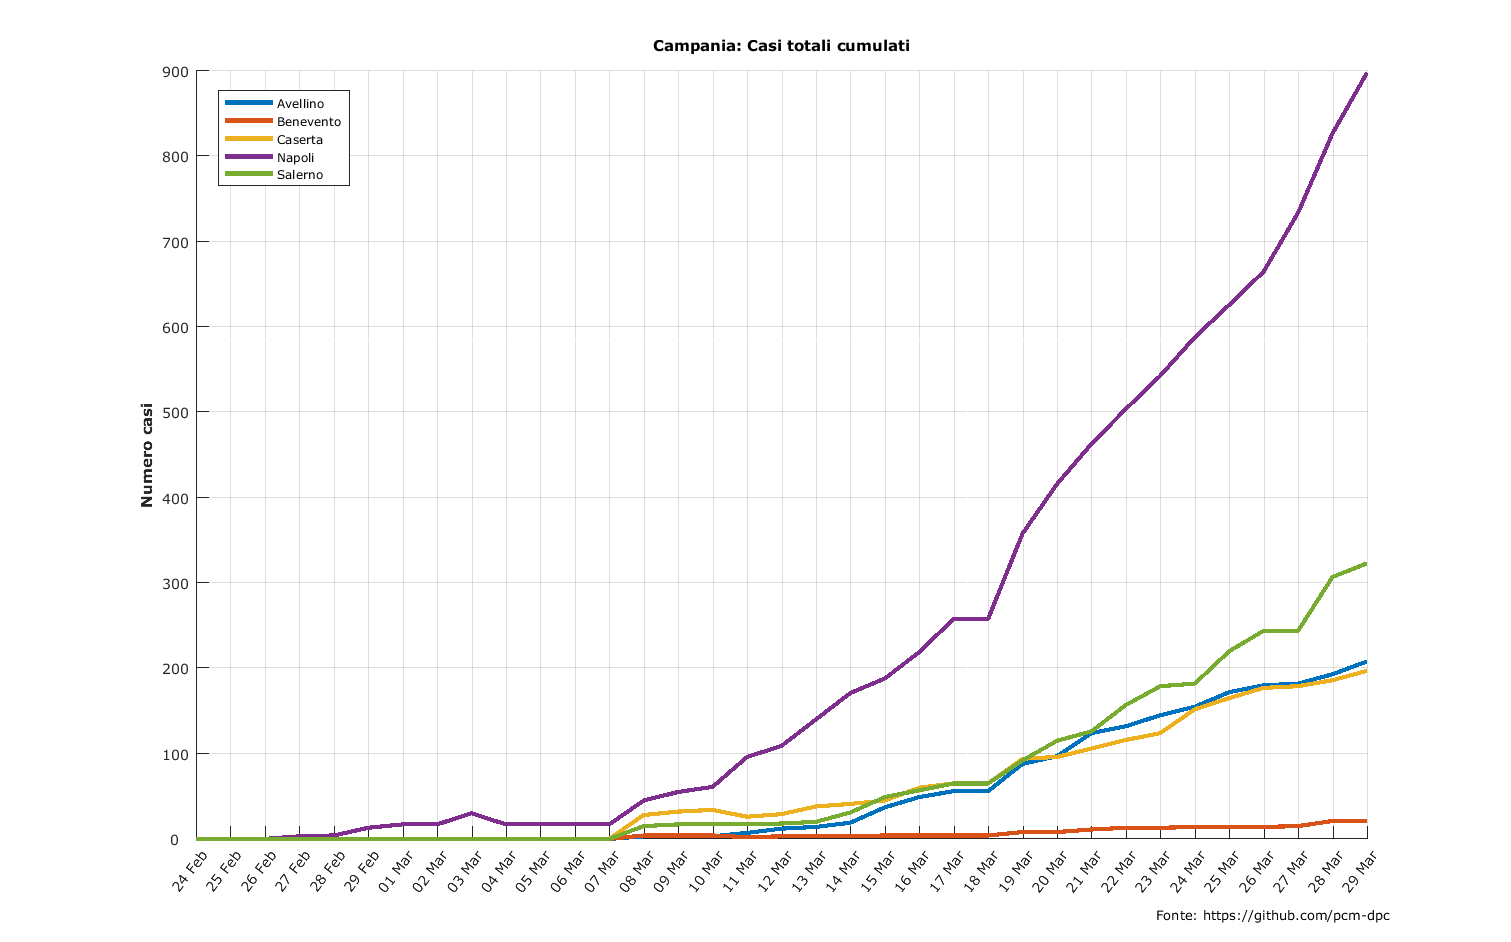 Campania: Casi totali cumulati
Numero casi
900
800
700
600
500
400
300
200
100
0
Avellino
Benevento
Caserta
Napoli
Salerno
24 Feb
25 Feb
26 Feb
27 Feb
28 Feb
29 Feb
01 Mar
02 Mar
03 Mar
04 Mar
05 Mar
06 Mar
07 Mar
08 Mar
09 Mar
10 Mar
11 Mar
12 Mar
13 Mar
14 Mar
15 Mar
16 Mar
17 Mar
18 Mar
19 Mar
20 Mar
21 Mar
22 Mar
23 Mar
24 Mar
25 Mar
26 Mar
27 Mar
28 Mar
29 Mar
Fonte: https://github.com/pcm-dpc